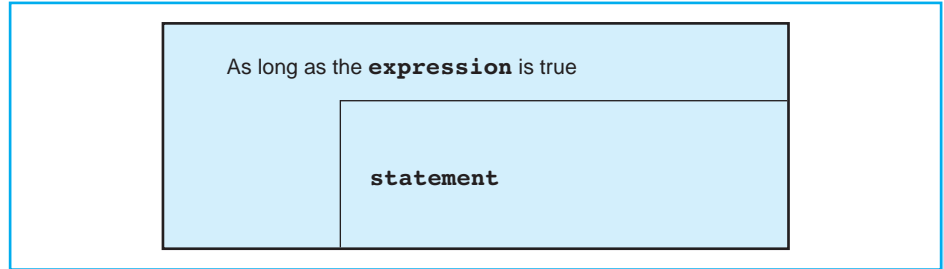 As long as the expression is true
statement